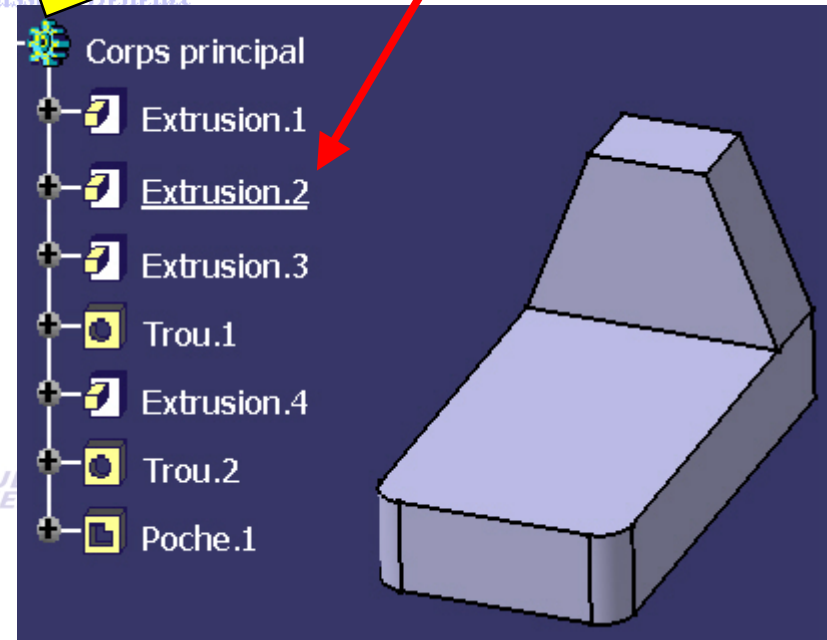 Corps principal
Extrusion.1
Extrusion.2
Extrusion.3
Trou.1
Extrusion.4
Trou.2
Poche.1